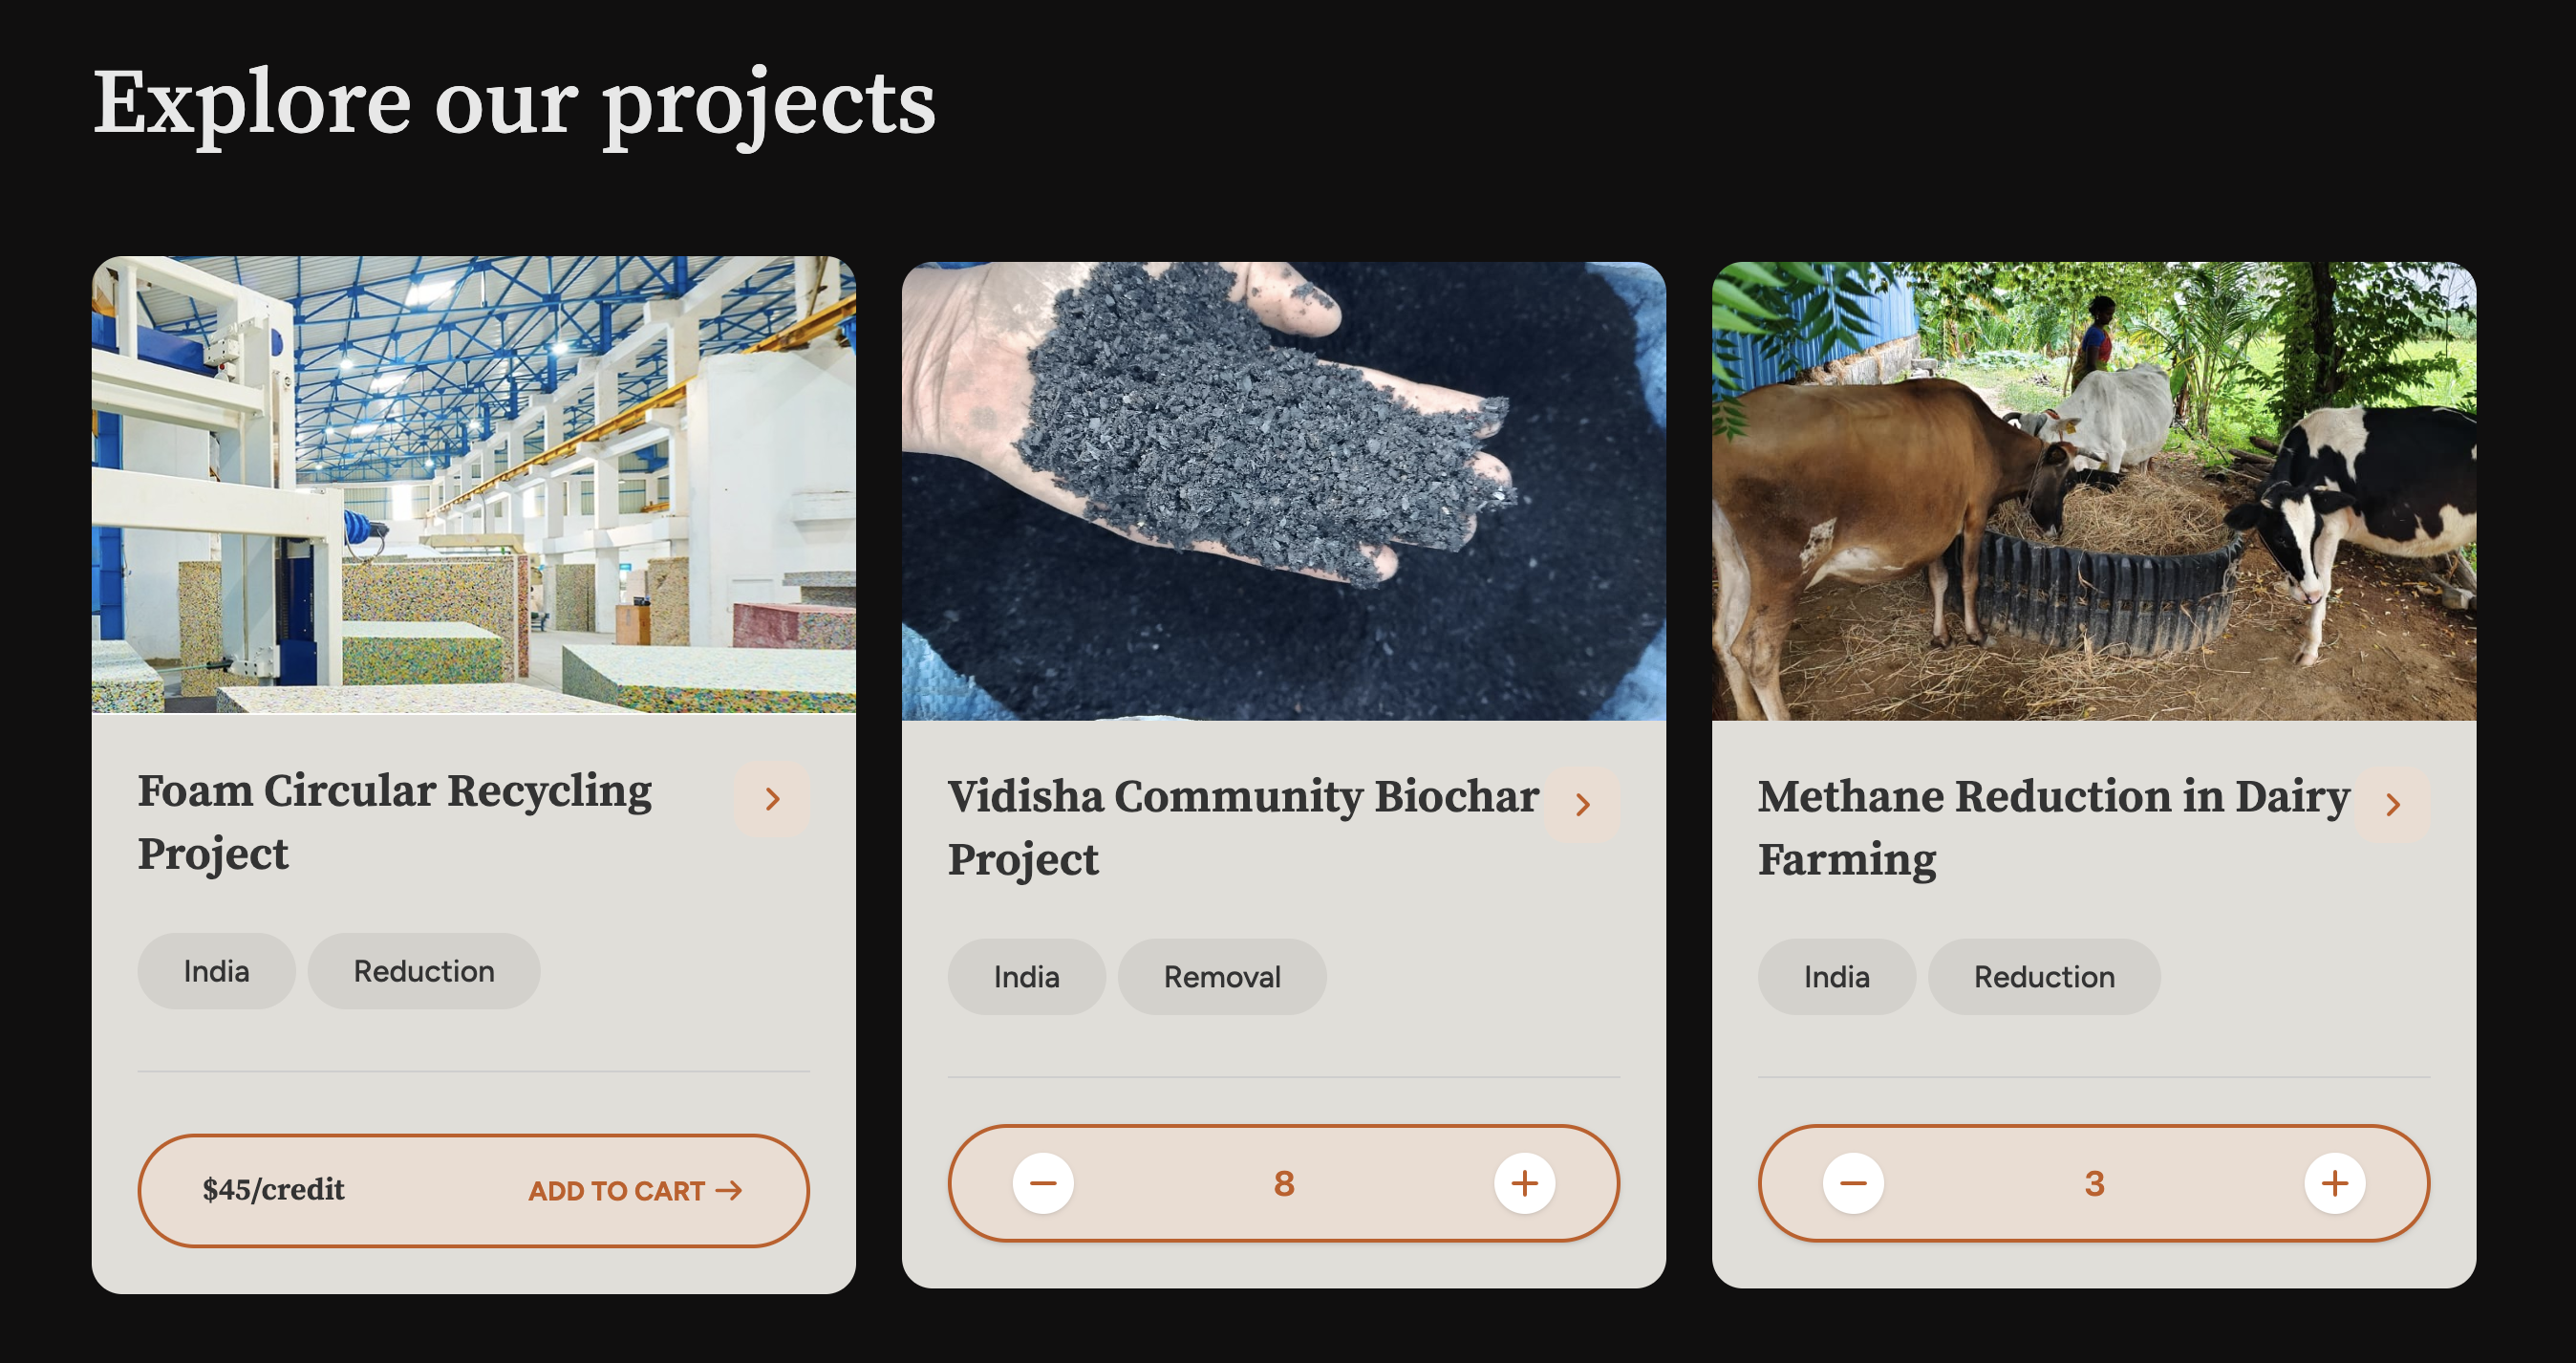 Explore our projects
Foam Circular Recycling
Project
India
Reduction
$45/credit
ADD TO CART →
Vidisha Community Biochar
Project
India
Removal
8
Methane Reduction in Dairy
Farming
India
Reduction
3